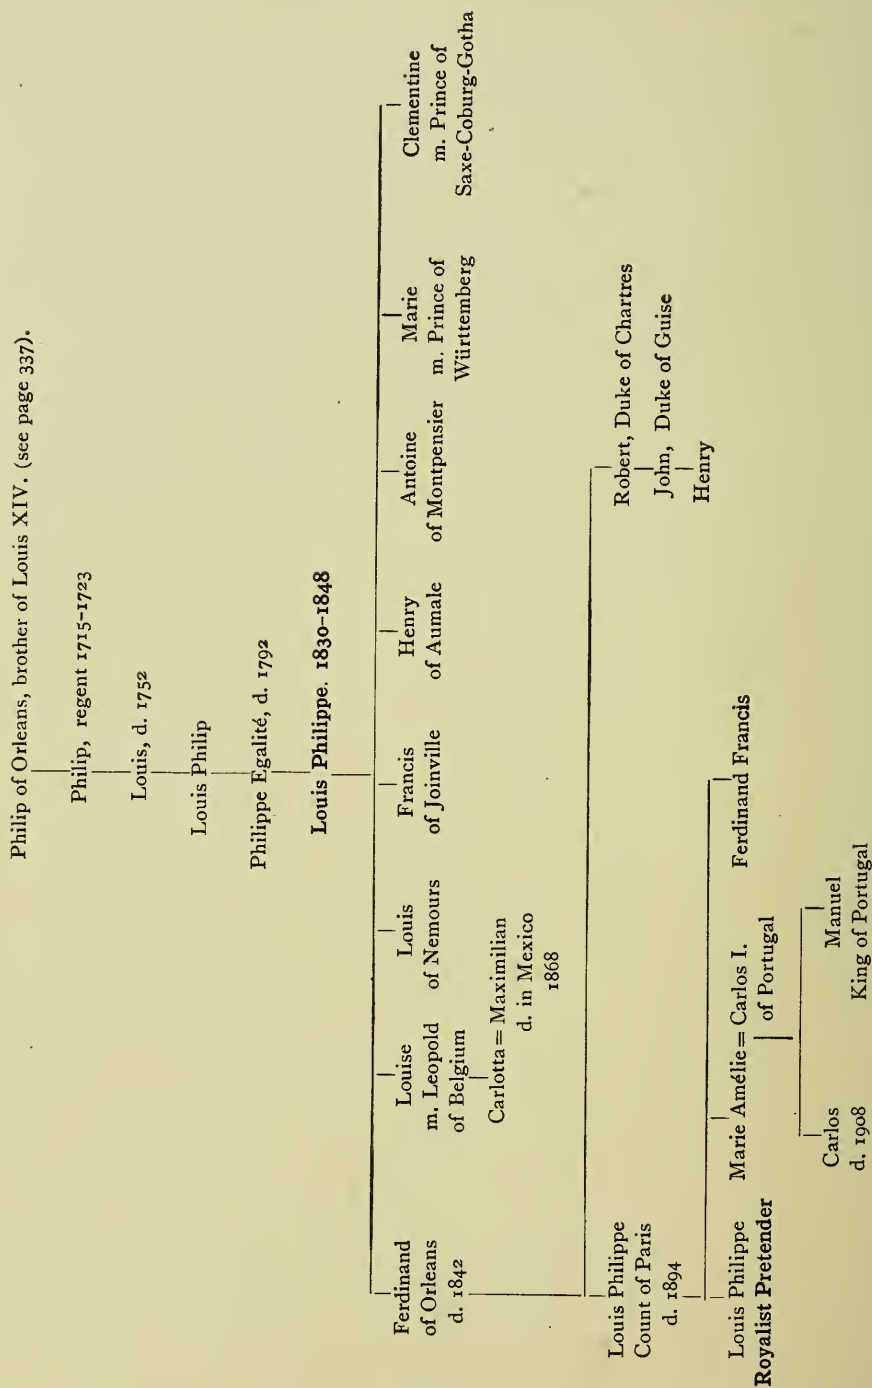 Philip of Orleans, brother of Louis XIV. (see page 337).
Philip, regent 1715-1723
Louis, d. 1752
Louis Philip
Philippe Egalité, d. 1792
Louis Philippe. 1830-1848
Ferdinand
of Orleans
d. 1842
Louise
m. Leopold
of Belgium
Carlotta = Maximilian
d. in Mexico
1868
Louis
of Nemours
Francis
of Joinville
Henry
of Aumale
Antoine
of Montpensier
Marie
m. Prince of
Württemberg
Clementine
m. Prince of
Saxe-Coburg-Gotha
Louis Philippe
Count of Paris
d. 1894
Robert, Duke of Chartres
John, Duke of Guise
Henry
Louis Philippe
Royalist Pretender
Marie Amélie = Carlos I.
of Portugal
Ferdinand Francis
Carlos
d. 1908
Manuel
King of Portugal